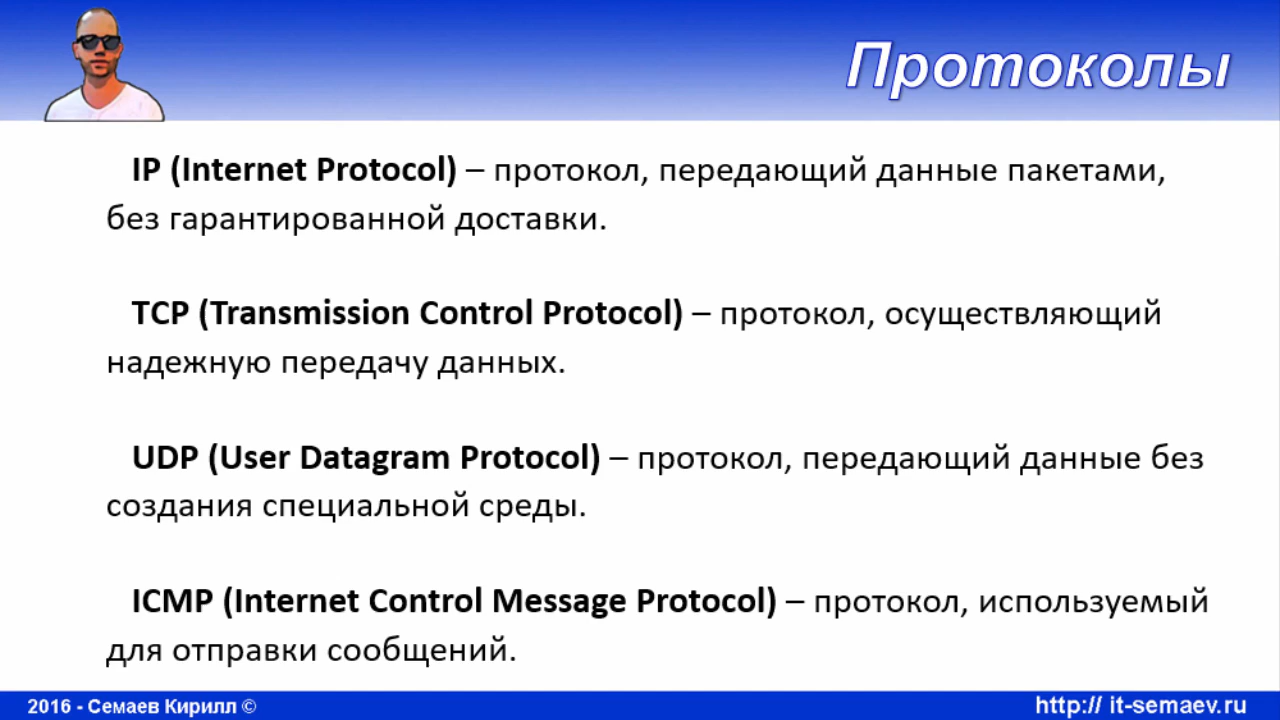 Протоколы
IP (Internet Protocol) – протокол, передающий данные пакетами,
без гарантированной доставки.
TCP (Transmission Control Protocol) – протокол, осуществляющий
надежную передачу данных.
UDP (User Datagram Protocol) – протокол, передающий данные без
создания специальной среды.
ICMP (Internet Control Message Protocol) – протокол, используемый
для отправки сообщений.
2016 - Семаев Кирилл ©
http:// it-semaev.ru